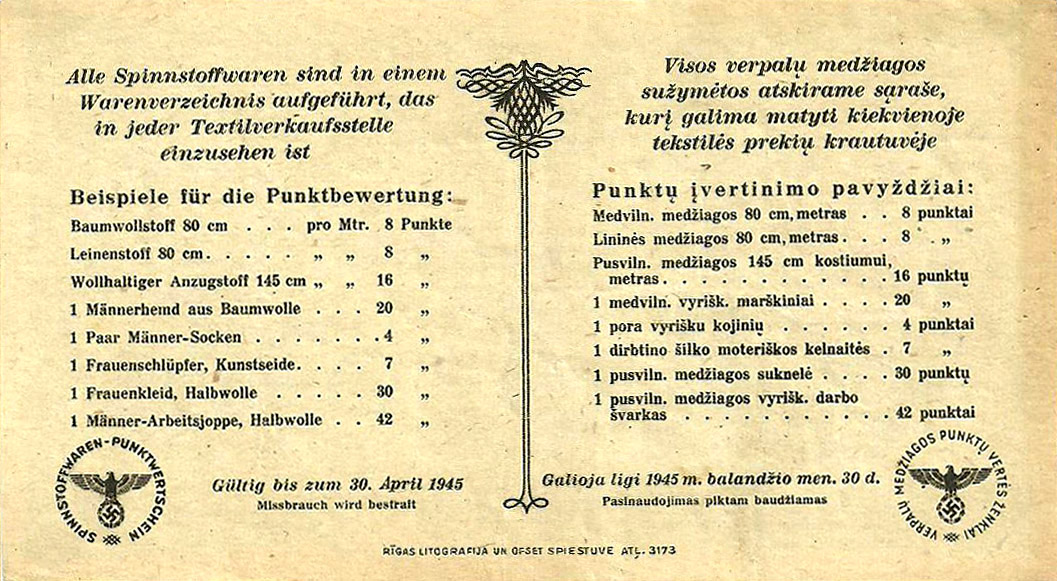 Alle Spinnstoffwaren sind in einem
Warenverzeichnis aufgeführt, das
in jeder Textilverkaufsstelle
einzusehen ist
Beispiele für die Punktbewertung:
Baumwollstoff 80 cm . . . pro Mtr. 8 Punkte
Leinenstoff 80 cm. . . . . „ „ 8 „
Wollhaltiger Anzugstoff 145 cm „ „ 16 „
1 Männerhemd aus Baumwolle . . . 20 „
1 Paar Männer-Socken . . . . . . . 4 „
1 Frauenschlüpfer, Kunstseide. . . . 7 „
1 Frauenkleid, Halbwolle . . . . . 30 „
1 Männer-Arbeitsjoppe, Halbwolle . . 42 „
SPINNSTOFFWAREN-PUNKTWERTSCHEIN
Gültig bis zum 30. April 1945
Missbrauch wird bestraft
Visos verpalų medžiagos
sužymėtos atskirame sąraše,
kurį galima matyti kiekvienoje
tekstilės prekių krautuvėje
Punktų įvertinimo pavyždžiai:
Medviln. medžiagos 80 cm, metras . . 8 punktai
Lininės medžiagos 80 cm, metras . . . 8 „
Pusviln. medžiagos 145 cm kostiumui,
metras . . . . . . . . . . . . 16 punktų
1 medviln. vyrišk. marškiniai . . . . 20 „
1 pora vyrišku kojinių . . . . . . 4 punktai
1 dirbtino šilko moteriškos kelnaitės . 7 „
1 pusviln. medžiagos suknelė . . . . 30 punktų
1 pusviln. medžiagos vyrišk. darbo
švarkas . . . . . . . . . . . 42 punktai
Galioja ligi 1945 m. balandžio men. 30 d.
Pasinaudojimas piktam baudžiamas
VERPALŲ MEDŽIAGOS PUNKTŲ VERTĖS ŽENKLAI
RĪGAS LITOGRAFIJA UN OFSET SPIESTUVE ATĻ. 3173